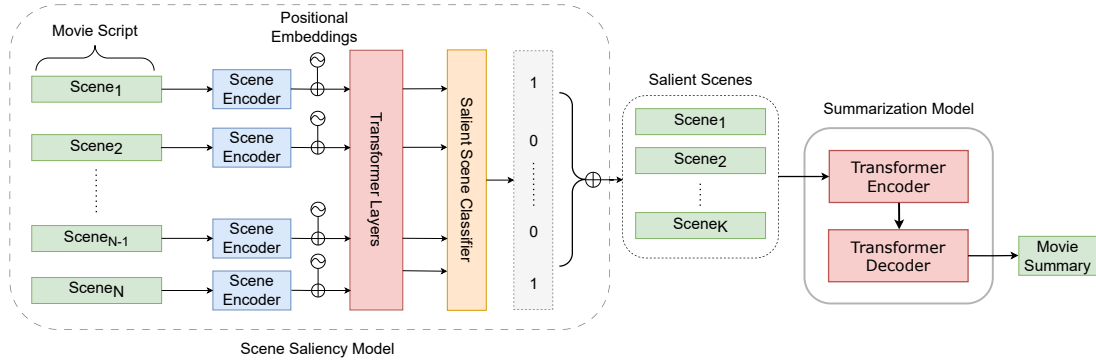 Movie Script
Positional
Embeddings
Scene1
Scene
Encoder
Scene2
Scene
Encoder
........
SceneN-1
Scene
Encoder
SceneN
Scene
Encoder
Transformer Layers
Salient Scene Classifier
1
0
........
0
1
Scene Saliency Model
Salient Scenes
Scene1
Scene2
....
SceneK
Summarization Model
Transformer
Encoder
Transformer
Decoder
Movie
Summary